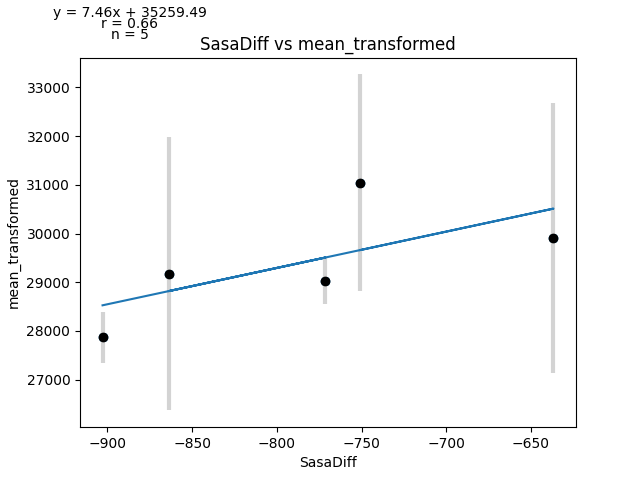 y = 7.46x + 35259.49
r = 0.66
n = 5
SasaDiff vs mean_transformed
33000
32000
31000
30000
29000
28000
27000
mean_transformed
−900
−850
−800
−750
−700
−650
SasaDiff